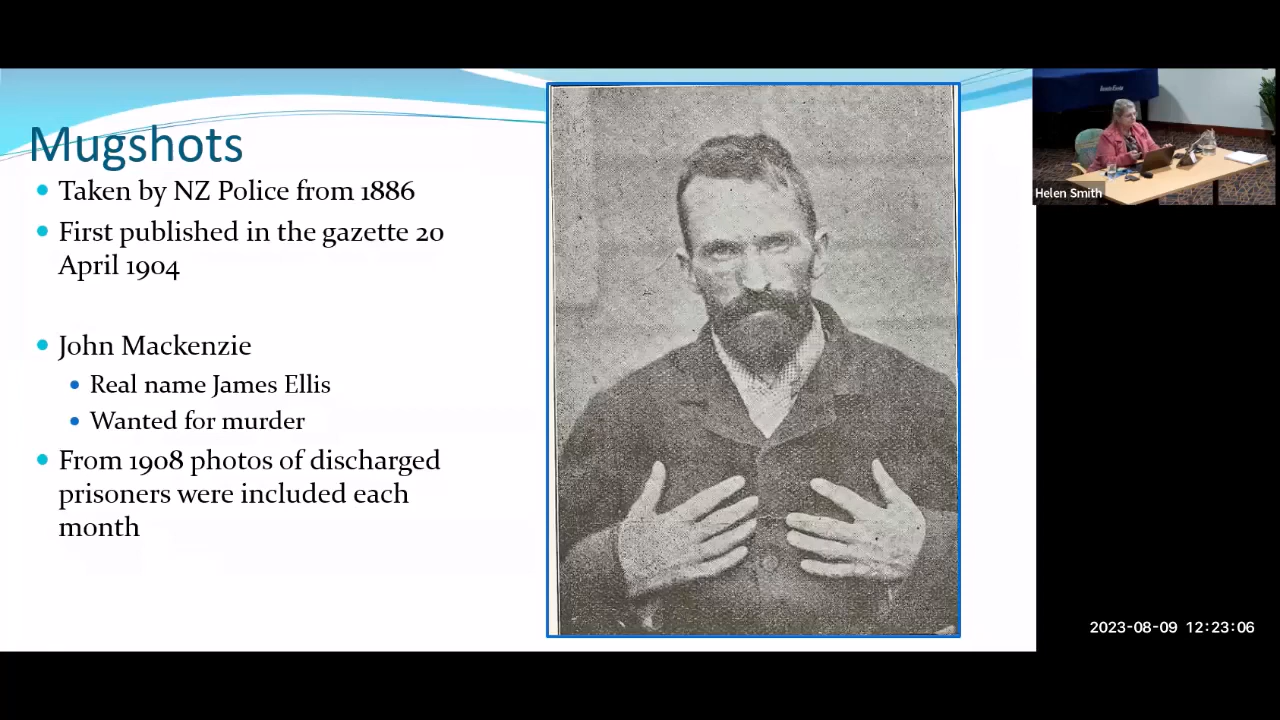 Mugshots
Taken by NZ Police from 1886
First published in the gazette 20
April 1904
John Mackenzie
Real name James Ellis
Wanted for murder
From 1908 photos of discharged
prisoners were included each
month
Helen Smith
2023-08-09 12:23:06